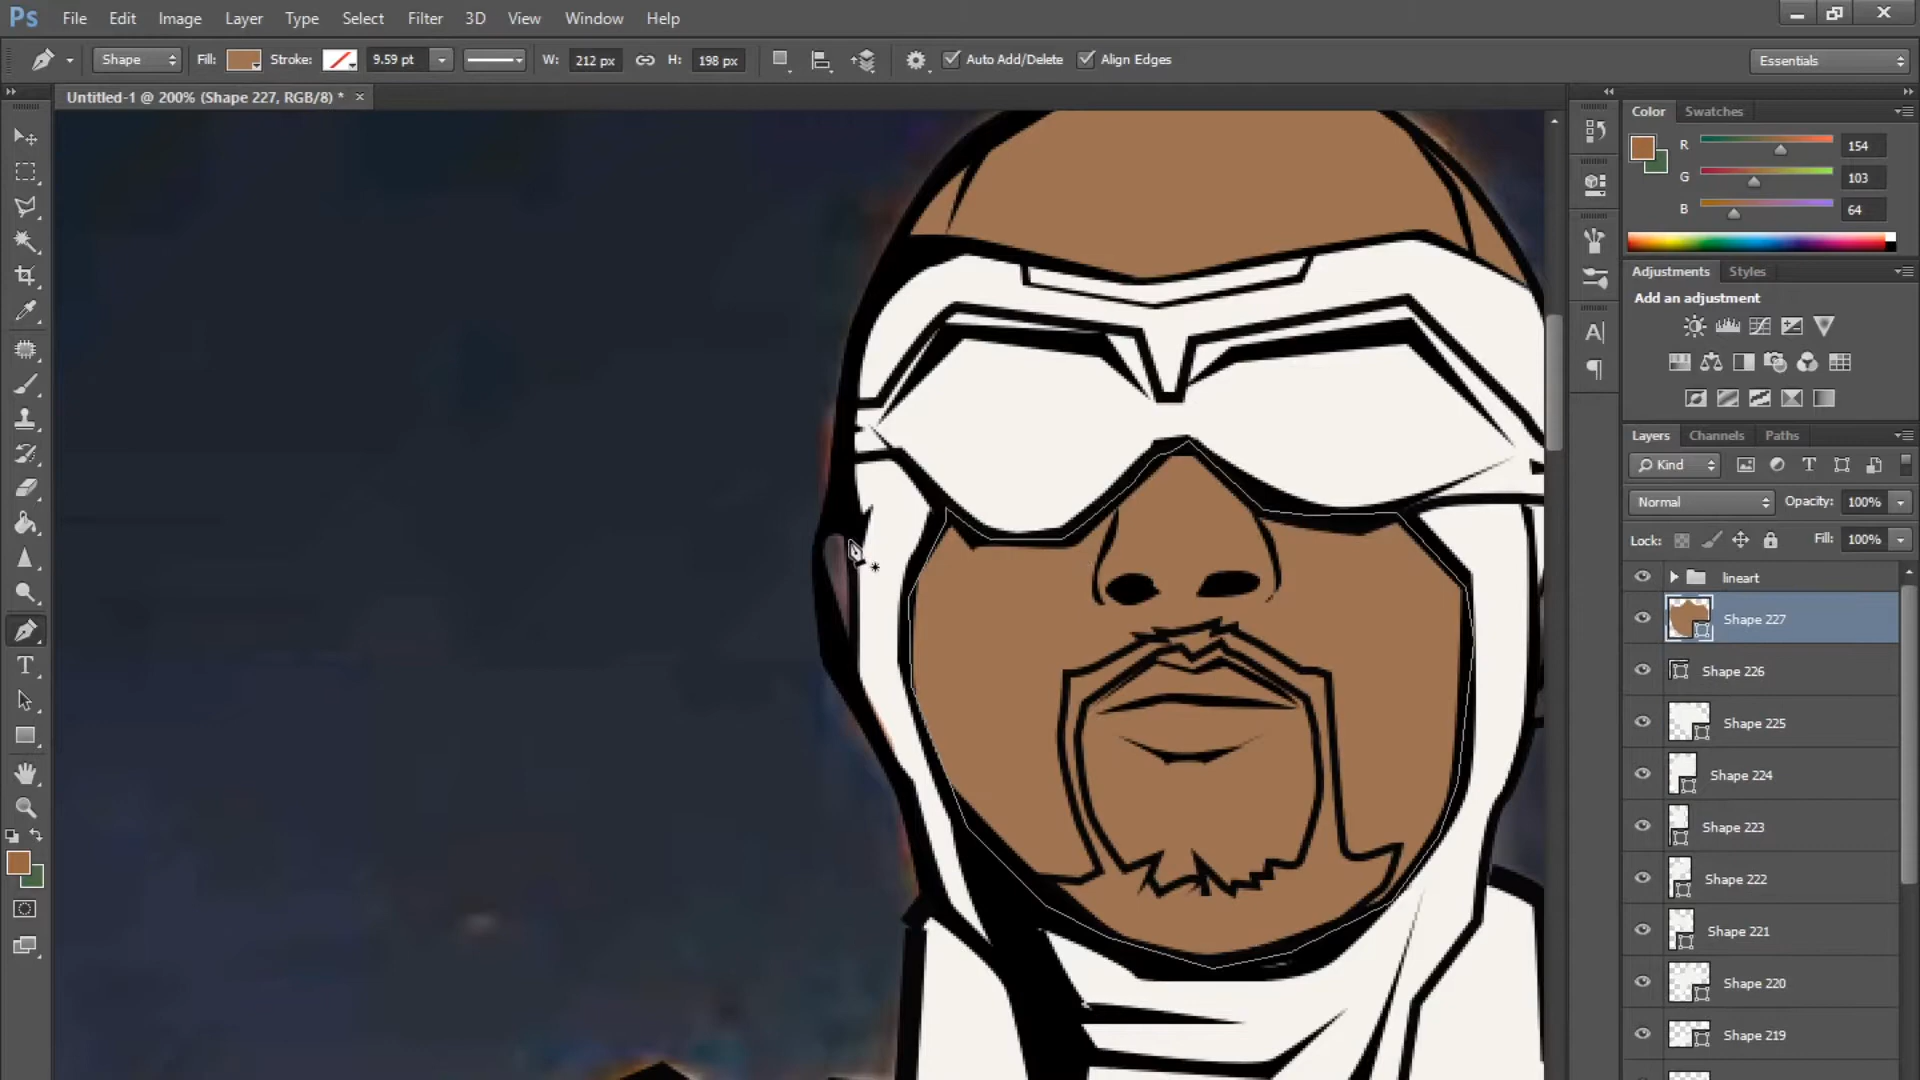 Ps File Edit Image Layer Type Select Filter 3D View Window Help
Shape Fill: Stroke: 9.59 pt W: 212 px H: 198 px Auto Add/Delete Align Edges Essentials
Untitled-1 @ 200% (Shape 227, RGB/8) * ×
Color Swatches
R 154
G 103
B 64
Adjustments Styles
Add an adjustment
Layers Channels Paths
Kind
Normal Opacity: 100%
Lock: Fill: 100%
lineart
Shape 227
Shape 226
Shape 225
Shape 224
Shape 223
Shape 222
Shape 221
Shape 220
Shape 219